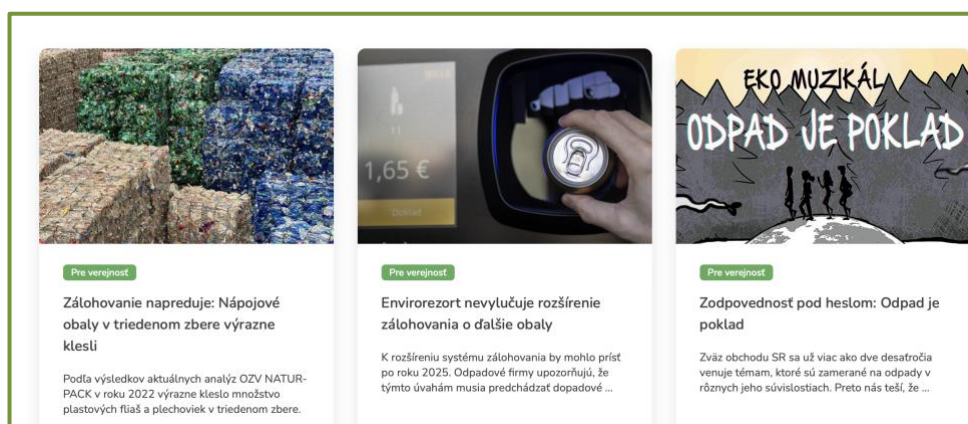 1,65 €
Doklad
EKO MUZIKÁL
ODPAD JE POKLAD
Pre verejnosť
Zálohovanie napreduje: Nápojové
obaly v triedenom zbere výrazne
klesli
Podľa výsledkov aktuálnych analýz OZV NATUR-
PACK v roku 2022 výrazne kleslo množstvo
plastových fliaš a plechoviek v triedenom zbere.
Pre verejnosť
Envirorezort nevylučuje rozšírenie
zálohovania o ďalšie obaly
K rozšíreniu systému zálohovania by mohlo prísť
po roku 2025. Odpadové firmy upozorňujú, že
týmto úvahám musia predchádzať dopadové ...
Pre verejnosť
Zodpovednosť pod heslom: Odpad je
poklad
Zväz obchodu SR sa už viac ako dve desaťročia
venuje témam, ktoré sú zamerané na odpady v
rôznych jeho súvislostiach. Preto nás teší, že ...